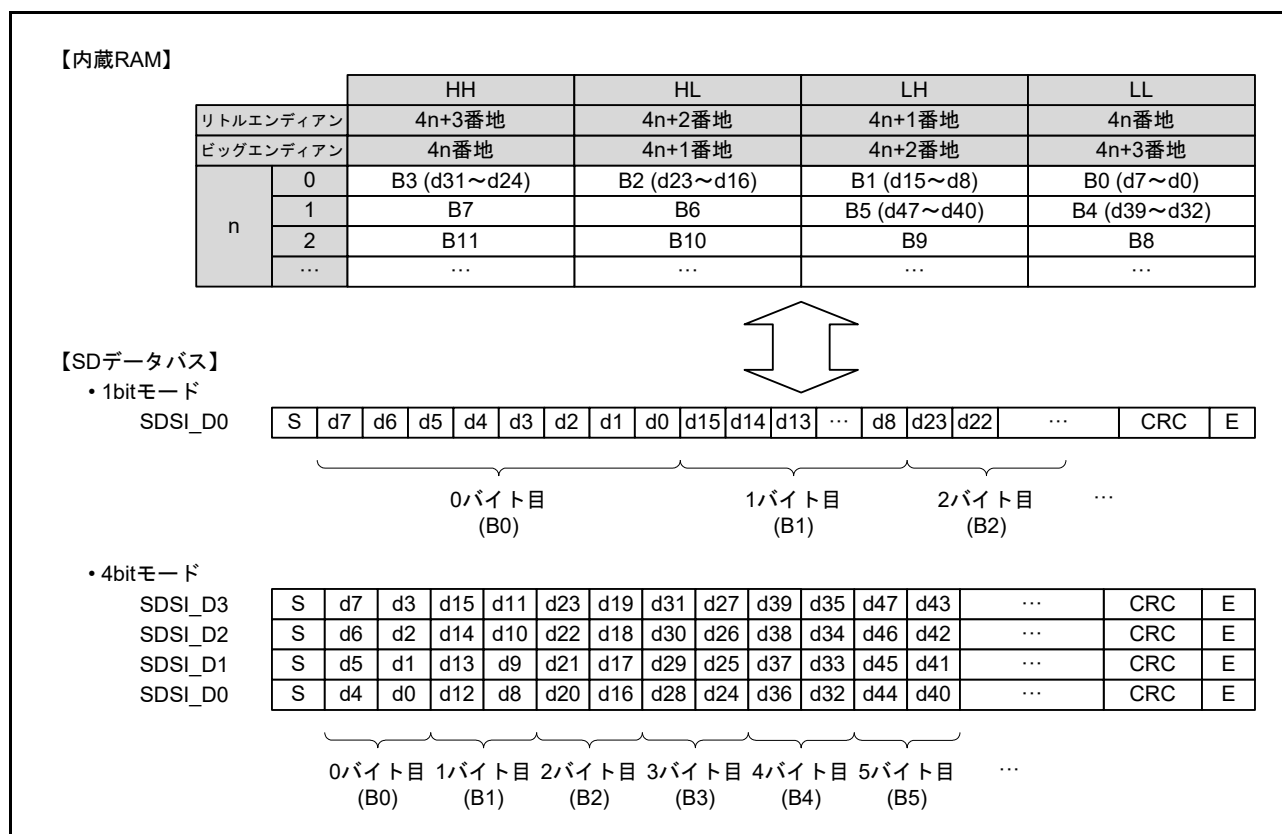 【内蔵RAM】
HH HL LH LL
リトルエンディアン 4n+3番地 4n+2番地 4n+1番地 4n番地
ビッグエンディアン 4n番地 4n+1番地 4n+2番地 4n+3番地
n 0 B3 (d31～d24) B2 (d23～d16) B1 (d15～d8) B0 (d7～d0)
1 B7 B6 B5 (d47～d40) B4 (d39～d32)
2 B11 B10 B9 B8
… … … … …
【SDデータバス】
• 1bitモード
SDSI_D0 S d7 d6 d5 d4 d3 d2 d1 d0 d15 d14 d13 … d8 d23 d22 … CRC E
0バイト目 1バイト目 2バイト目 …
(B0) (B1) (B2)
• 4bitモード
SDSI_D3 S d7 d3 d15 d11 d23 d19 d31 d27 d39 d35 d47 d43 … CRC E
SDSI_D2 S d6 d2 d14 d10 d22 d18 d30 d26 d38 d34 d46 d42 … CRC E
SDSI_D1 S d5 d1 d13 d9 d21 d17 d29 d25 d37 d33 d45 d41 … CRC E
SDSI_D0 S d4 d0 d12 d8 d20 d16 d28 d24 d36 d32 d44 d40 … CRC E
0バイト目 1バイト目 2バイト目 3バイト目 4バイト目 5バイト目 …
(B0) (B1) (B2) (B3) (B4) (B5)